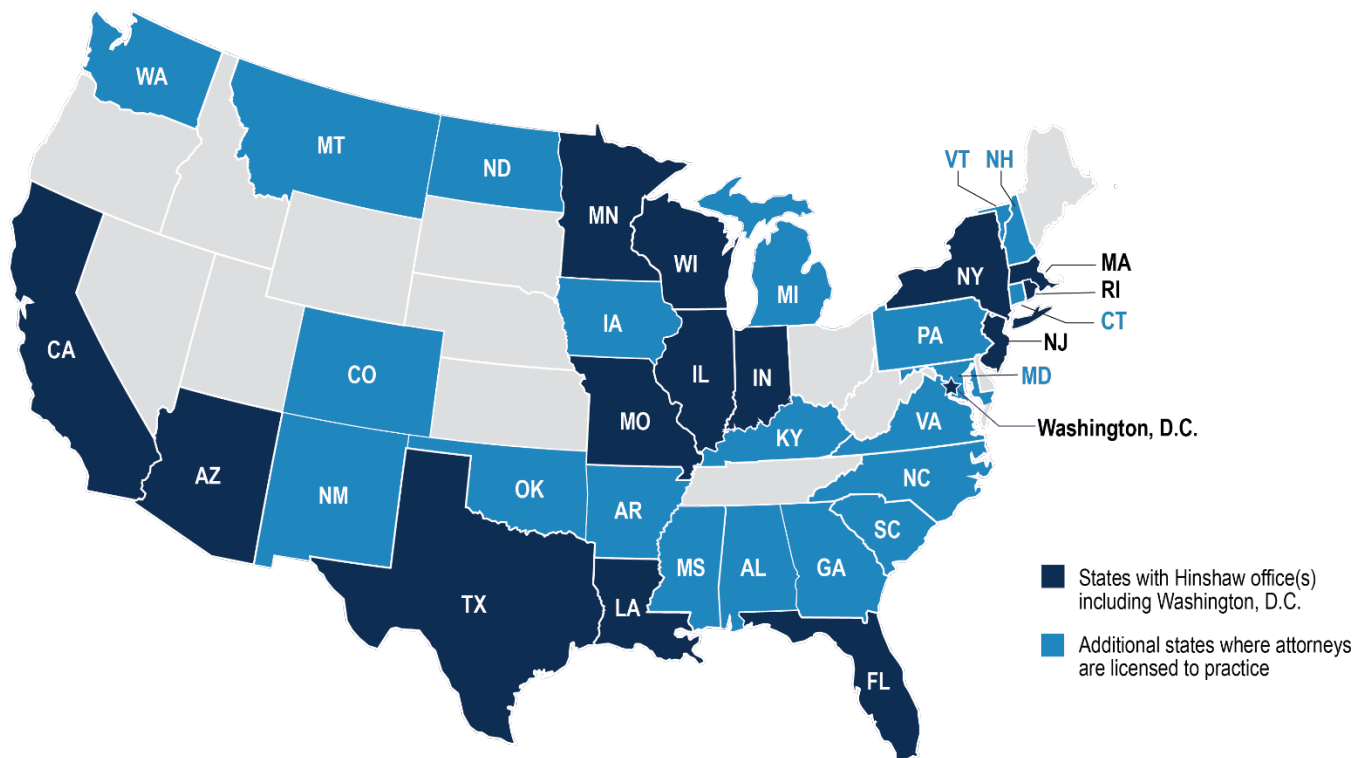 WA
MT
ND
VT NH
MN
WI
NY
MA
RI
MI
IA
CT
PA
NJ
CA
CO
IL
IN
MD
MO
VA
Washington, D.C.
KY
AZ
NM
OK
NC
AR
SC
MS
AL
GA
States with Hinshaw office(s)
including Washington, D.C.
TX
LA
Additional states where attorneys
are licensed to practice
FL